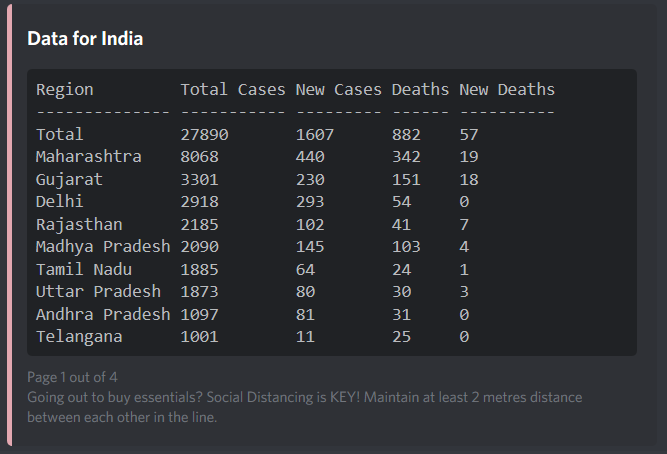 Data for India
Region Total Cases New Cases Deaths New Deaths
-------------- ----------- --------- ------ ----------
Total 27890 1607 882 57
Maharashtra 8068 440 342 19
Gujarat 3301 230 151 18
Delhi 2918 293 54 0
Rajasthan 2185 102 41 7
Madhya Pradesh 2090 145 103 4
Tamil Nadu 1885 64 24 1
Uttar Pradesh 1873 80 30 3
Andhra Pradesh 1097 81 31 0
Telangana 1001 11 25 0
Page 1 out of 4
Going out to buy essentials? Social Distancing is KEY! Maintain at least 2 metres distance
between each other in the line.